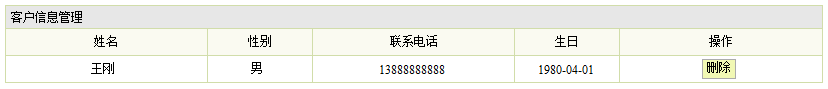 客户信息管理
姓名 性别 联系电话 生日 操作
王刚 男 13888888888 1980-04-01 删除